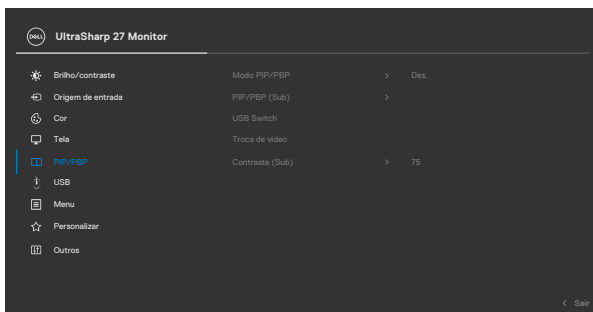 DELL UltraSharp 27 Monitor
Brilho/contraste Modo PIP/PBP > Des.
Origem de entrada PIP/PBP (Sub) >
Cor USB Switch
Tela Troca de vídeo
PIP/PBP Contraste (Sub) > 75
USB
Menu
Personalizar
Outros
< Sair